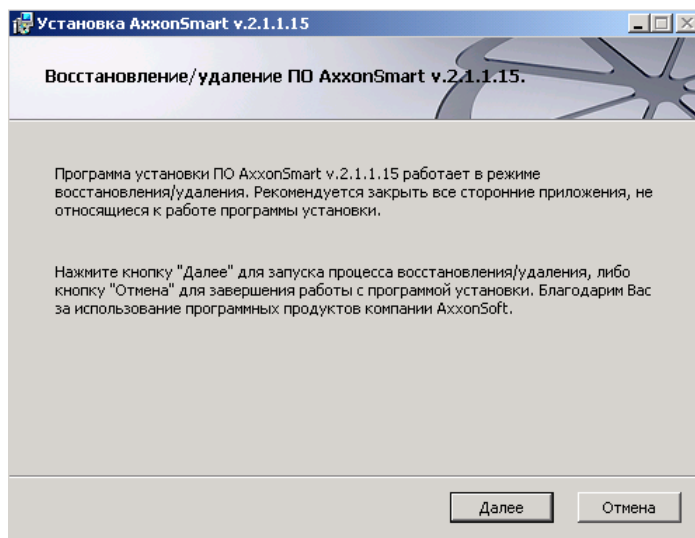 Установка AxxonSmart v.2.1.1.15
Восстановление/удаление ПО AxxonSmart v.2.1.1.15.
Программа установки ПО AxxonSmart v.2.1.1.15 работает в режиме
восстановления/удаления. Рекомендуется закрыть все сторонние приложения, не
относящиеся к работе программы установки.
Нажмите кнопку "Далее" для запуска процесса восстановления/удаления, либо
кнопку "Отмена" для завершения работы с программой установки. Благодарим Вас
за использование программных продуктов компании AxxonSoft.
Далее
Отмена